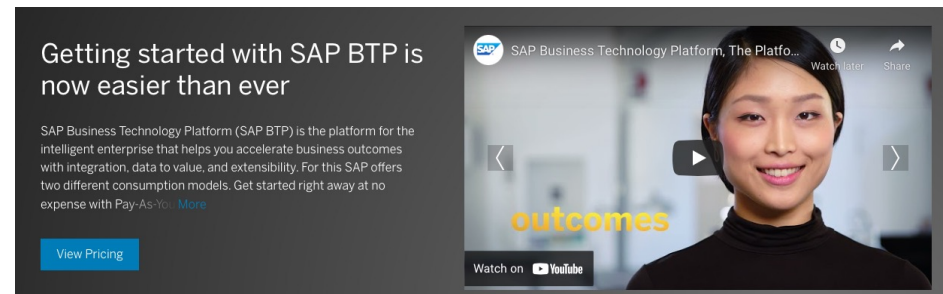 Getting started with SAP BTP is
now easier than ever
SAP Business Technology Platform (SAP BTP) is the platform for the
intelligent enterprise that helps you accelerate business outcomes
with integration, data to value, and extensibility. For this SAP offers
two different consumption models. Get started right away at no
expense with Pay-As-You More
View Pricing
SAP
SAP Business Technology Platform, The Platfo...
Watch later
Share
outcomes
Watch on YouTube